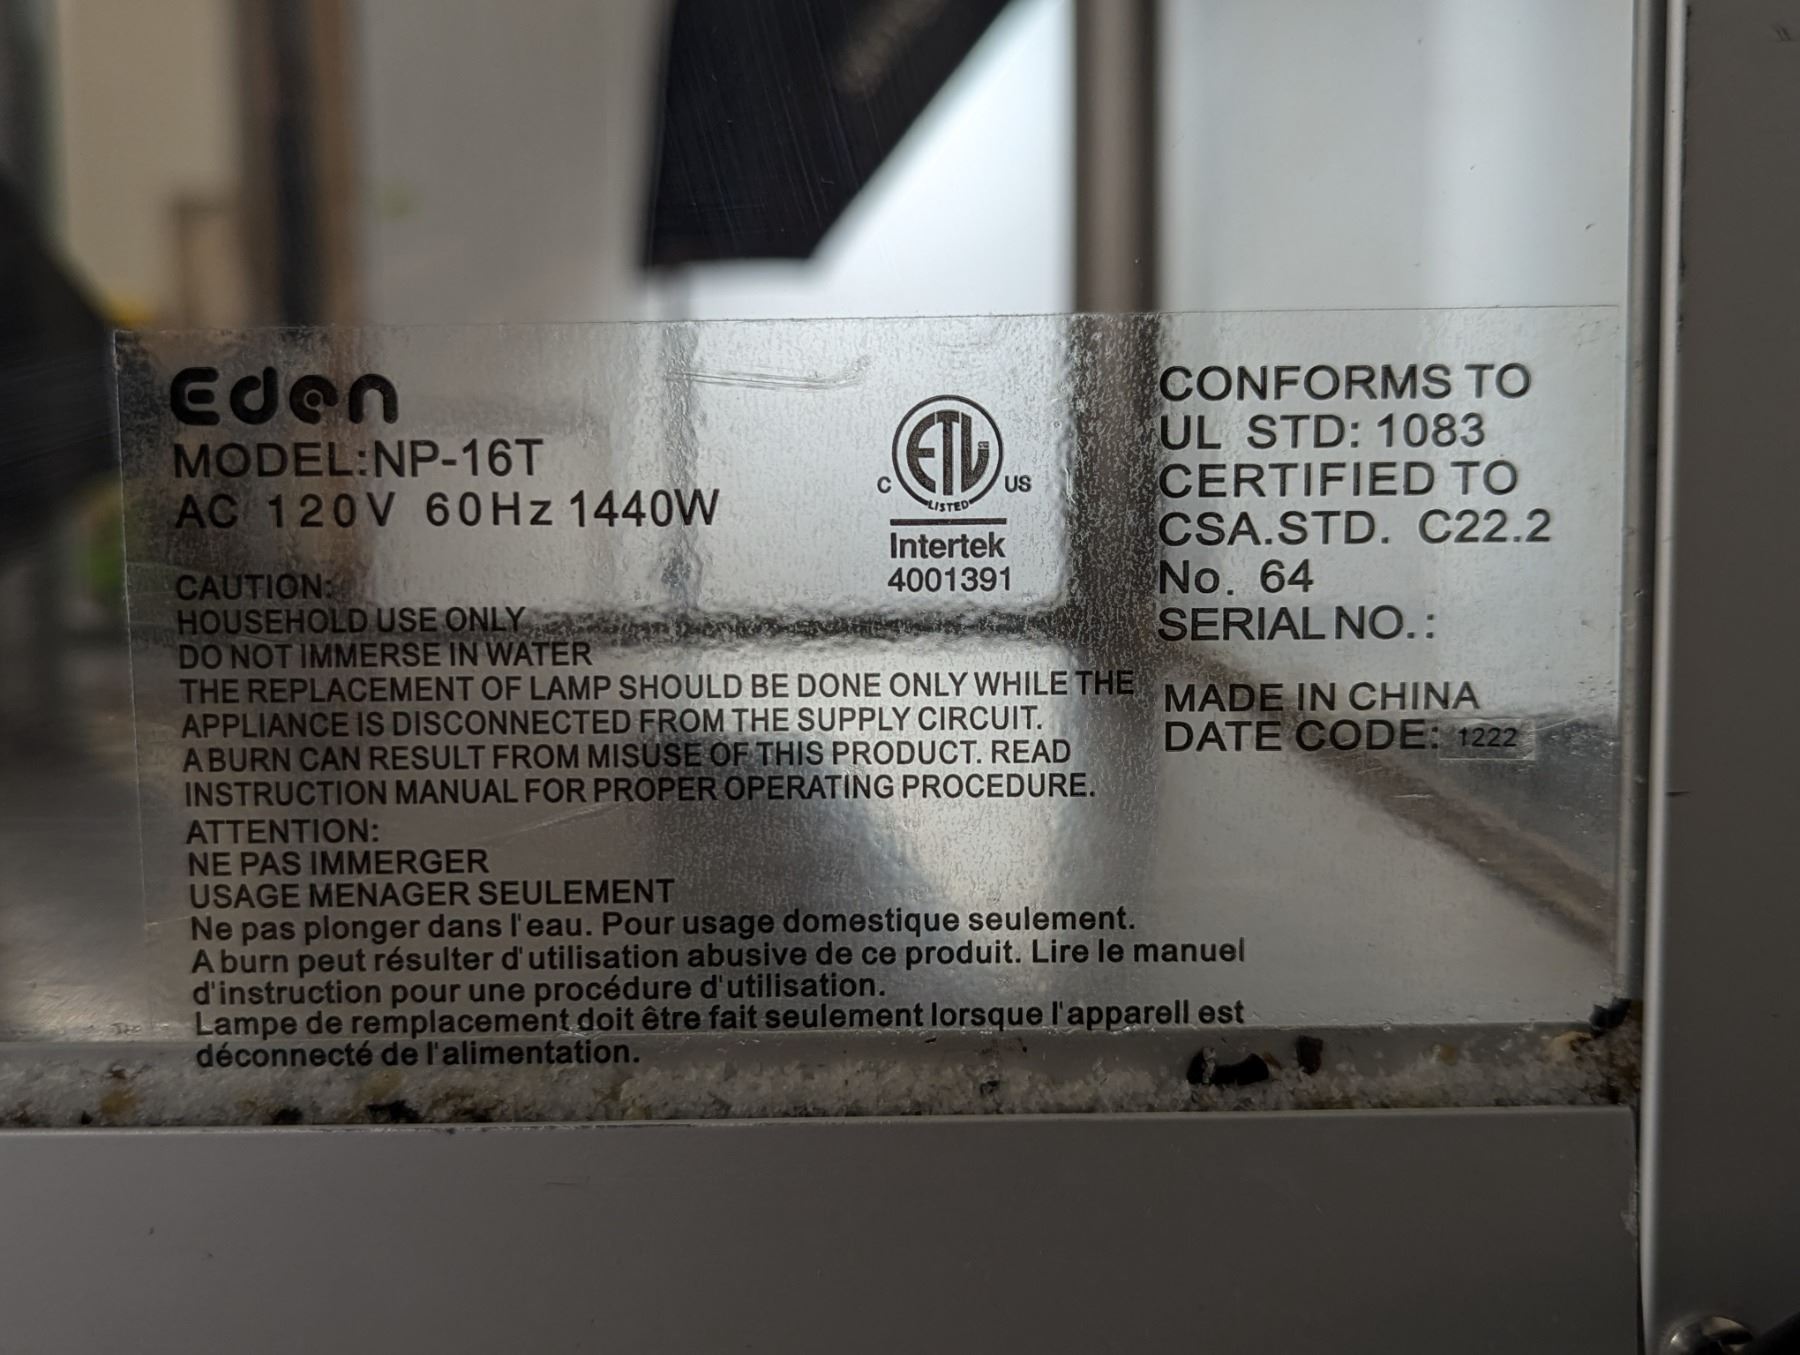 Eden
MODEL:NP-16T
AC 120V 60Hz 1440W
CAUTION:
HOUSEHOLD USE ONLY
DO NOT IMMERSE IN WATER
THE REPLACEMENT OF LAMP SHOULD BE DONE ONLY WHILE THE
APPLIANCE IS DISCONNECTED FROM THE SUPPLY CIRCUIT.
A BURN CAN RESULT FROM MISUSE OF THIS PRODUCT. READ
INSTRUCTION MANUAL FOR PROPER OPERATING PROCEDURE.
ATTENTION:
NE PAS IMMERGER
USAGE MENAGER SEULEMENT
Ne pas plonger dans l'eau. Pour usage domestique seulement.
A burn peut résulter d'utilisation abusive de ce produit. Lire le manuel
d'instruction pour une procédure d'utilisation.
Lampe de remplacement doit être fait seulement lorsque l'apparell est
déconnecté de l'alimentation.
ETL
C US
LISTED
Intertek
4001391
CONFORMS TO
UL STD: 1083
CERTIFIED TO
CSA.STD. C22.2
No. 64
SERIAL NO.:
MADE IN CHINA
DATE CODE: 1222